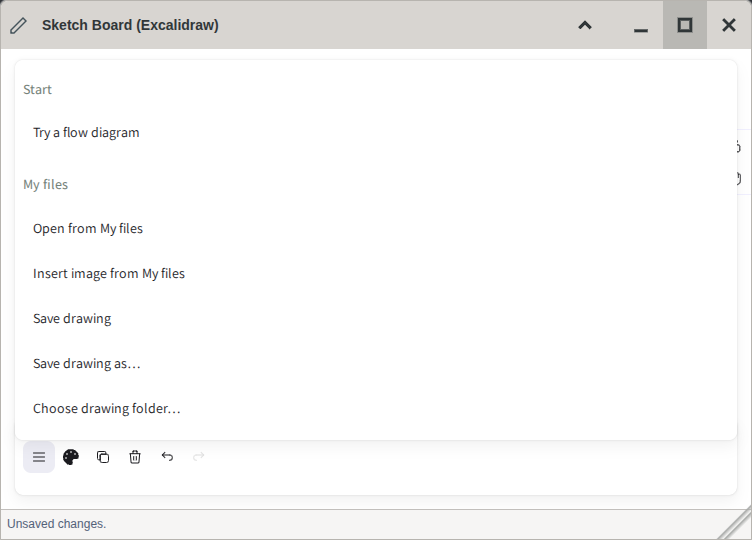 Sketch Board (Excalidraw)
Start
Try a flow diagram
My files
Open from My files
Insert image from My files
Save drawing
Save drawing as…
Choose drawing folder…
Unsaved changes.